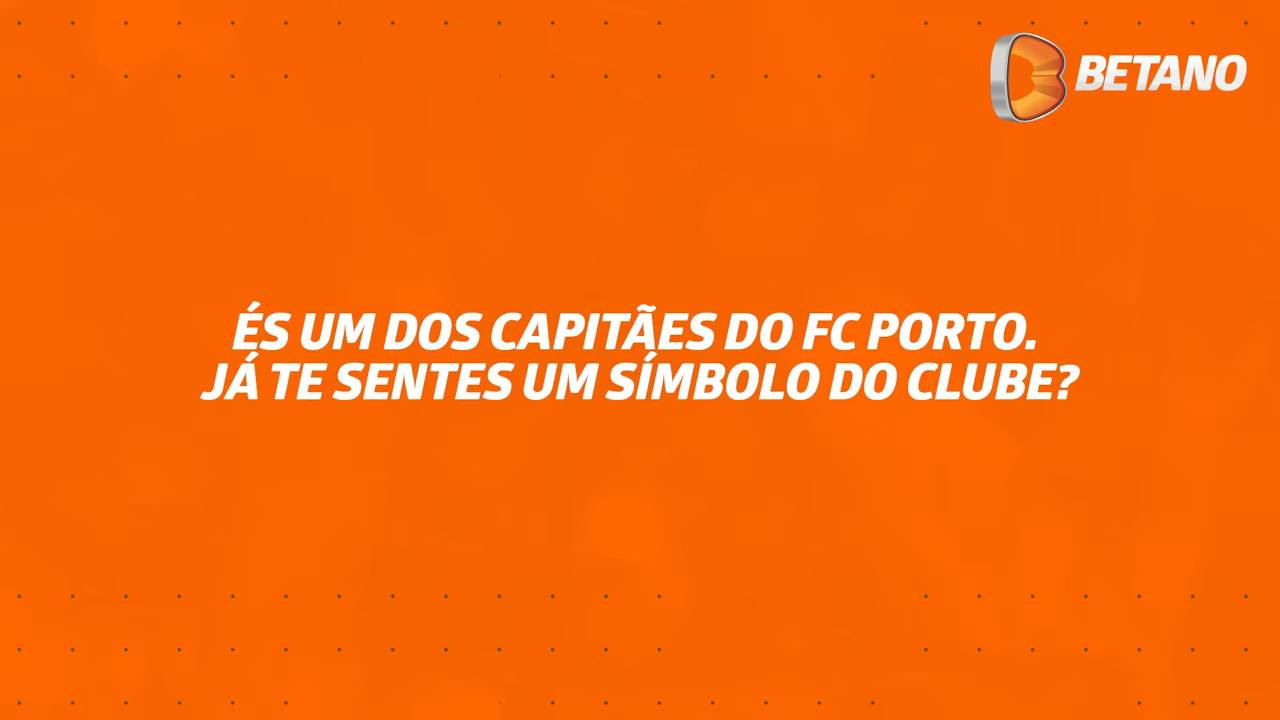 BETANO
ÉS UM DOS CAPITÃES DO FC PORTO.
JÁ TE SENTES UM SÍMBOLO DO CLUBE?